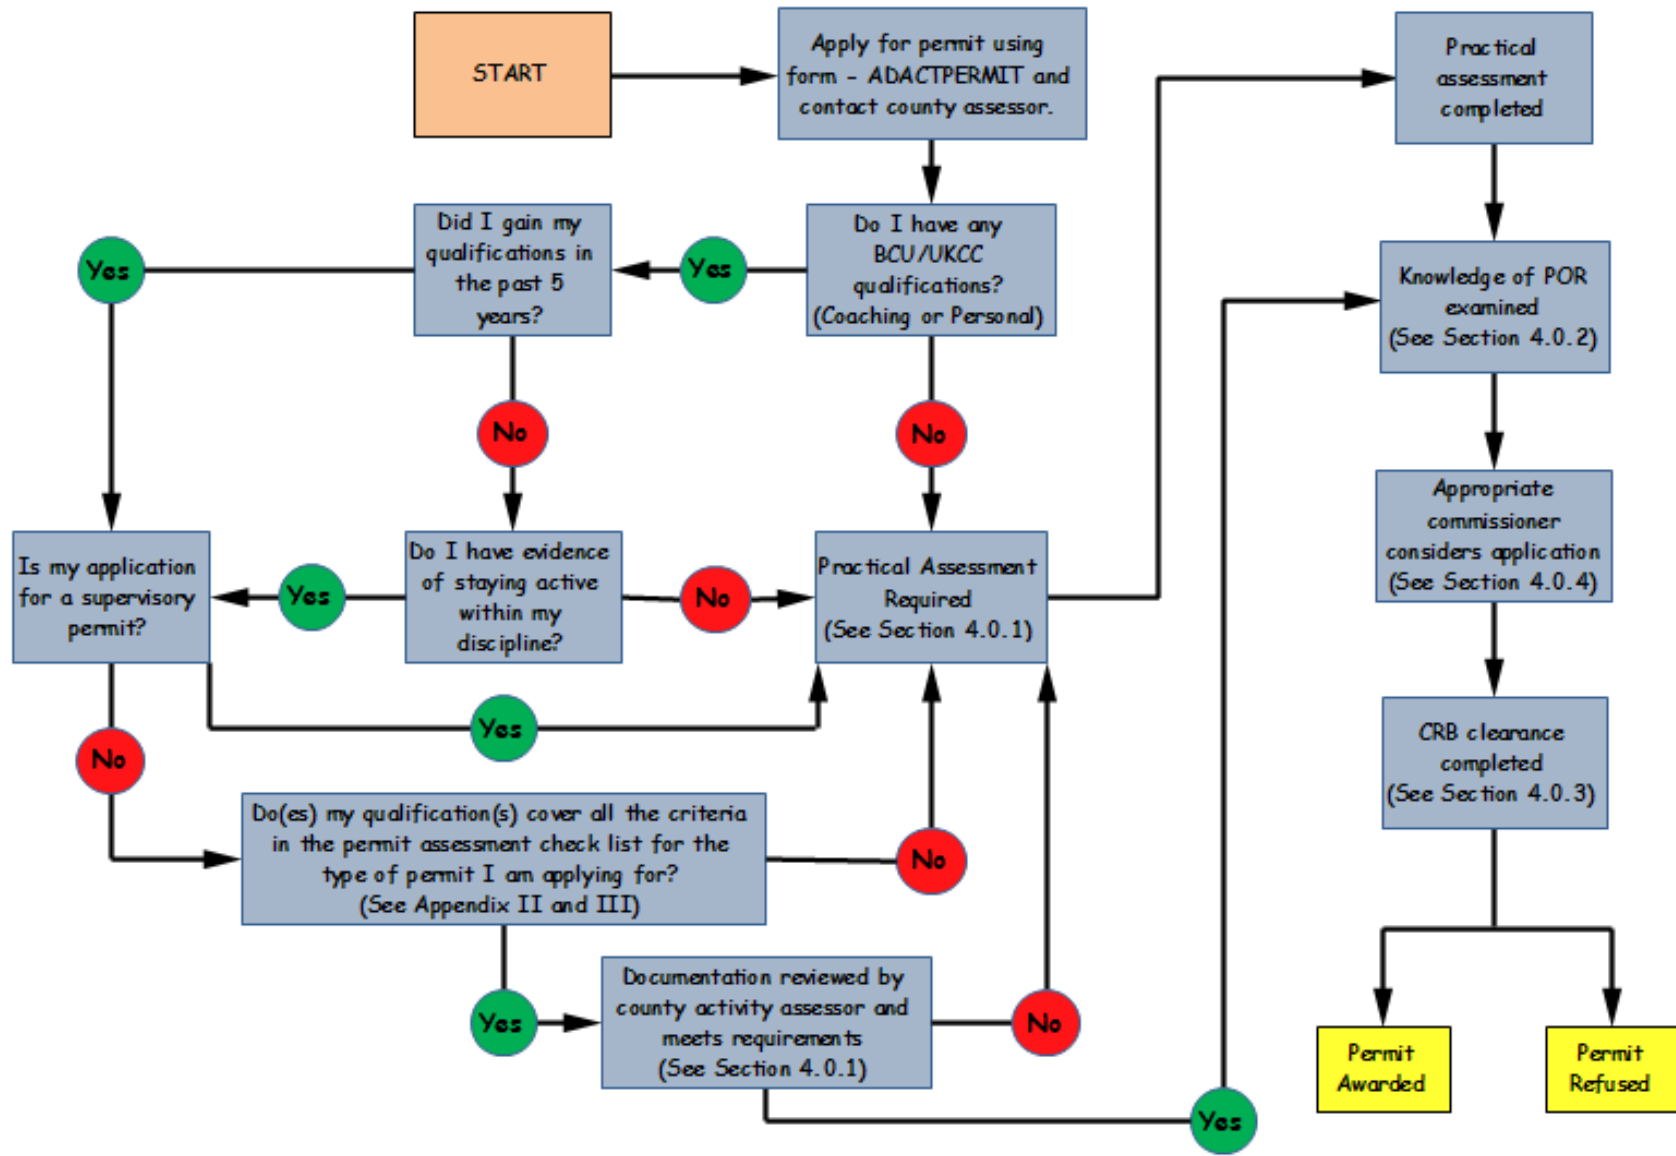 START
Apply for permit using
form - ADACTPERMIT and
contact county assessor.
Practical
assessment
completed
Did I gain my
qualifications in
the past 5
years?
Yes
Do I have any
BCU/UKCC
qualifications?
(Coaching or Personal)
Yes
Knowledge of POR
examined
(See Section 4.0.2)
No
No
Appropriate
commissioner
considers application
(See Section 4.0.4)
Is my application
for a supervisory
permit?
Yes
Do I have evidence
of staying active
within my
discipline?
No
Practical Assessment
Required
(See Section 4.0.1)
Yes
No
CRB clearance
completed
(See Section 4.0.3)
Do(es) my qualification(s) cover all the criteria
in the permit assessment check list for the
type of permit I am applying for?
(See Appendix II and III)
No
Yes
Documentation reviewed by
county activity assessor and
meets requirements
(See Section 4.0.1)
No
Yes
Permit
Awarded
Permit
Refused